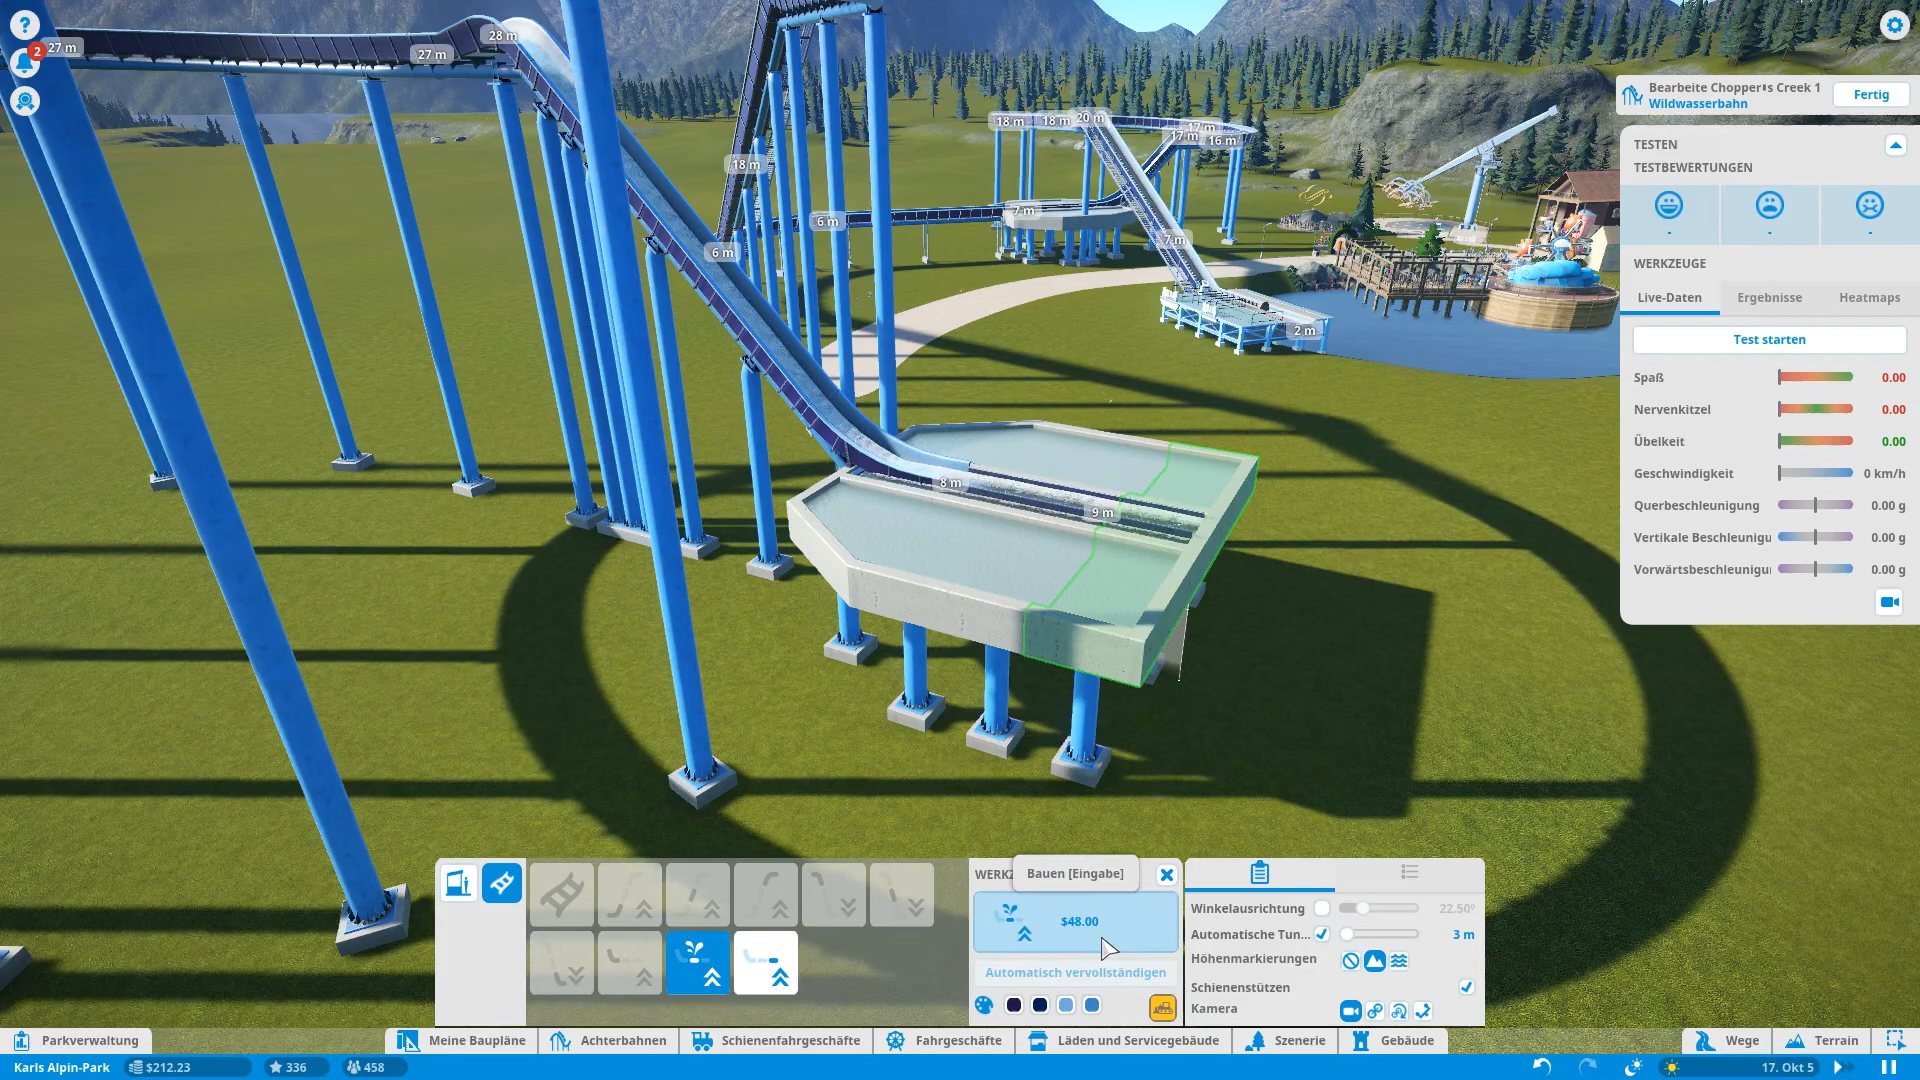 27 m
2
27 m
28 m
18 m
6 m
6 m
18 m
18 m
20 m
17 m
17 m
16 m
7 m
7 m
2 m
8 m
9 m
Bearbeite Chopper's Creek 1
Wildwasserbahn
Fertig
TESTEN
TESTBEWERTUNGEN
- - -
WERKZEUGE
Live-Daten Ergebnisse Heatmaps
Test starten
Spaß 0.00
Nervenkitzel 0.00
Übelkeit 0.00
Geschwindigkeit 0 km/h
Querbeschleunigung 0.00 g
Vertikale Beschleunigu 0.00 g
Vorwärtsbeschleunigu 0.00 g
WERKZ
Bauen [Eingabe]
$48.00
Automatisch vervollständigen
Winkelausrichtung 22.50°
Automatische Tun... 3 m
Höhenmarkierungen
Schienenstützen
Kamera
Parkverwaltung Meine Baupläne Achterbahnen Schienenfahrgeschäfte Fahrgeschäfte Läden und Servicegebäude Szenerie Gebäude Wege Terrain
Karls Alpin-Park $212.23 336 458 17. Okt 5